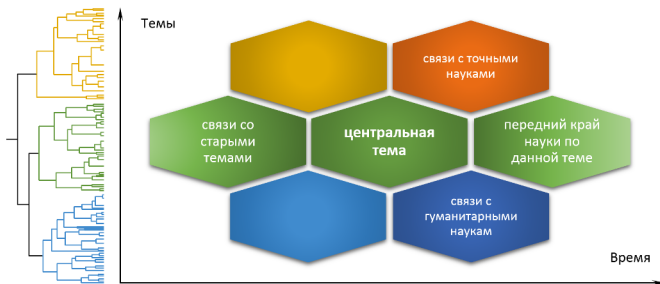 Темы
связи с точными
науками
связи со
старыми
темами
центральная
тема
передний край
науки по
данной теме
связи с
гуманитарными
наукам
Время